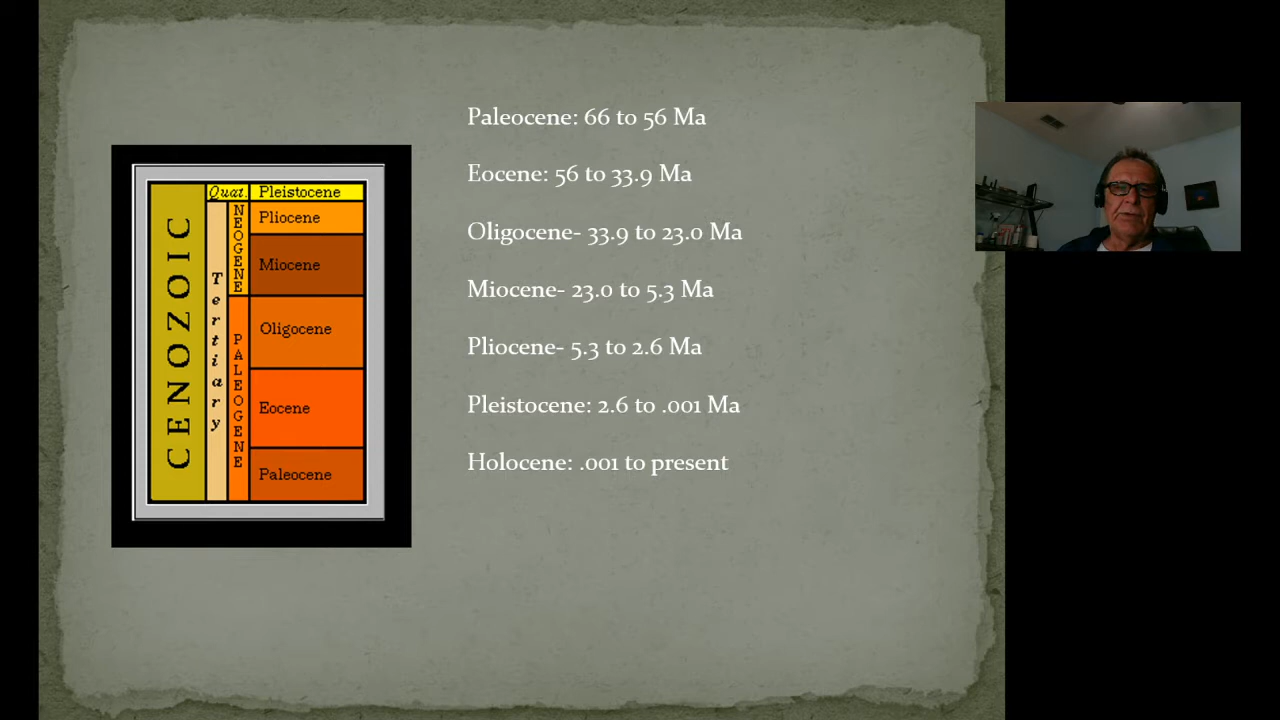 Paleocene: 66 to 56 Ma
Eocene: 56 to 33.9 Ma
Oligocene- 33.9 to 23.0 Ma
Miocene- 23.0 to 5.3 Ma
Pliocene- 5.3 to 2.6 Ma
Pleistocene: 2.6 to .001 Ma
Holocene: .001 to present
CENOZOIC
Quat.
Tertiary
NEOGENE
PALEOGENE
Pleistocene
Pliocene
Miocene
Oligocene
Eocene
Paleocene